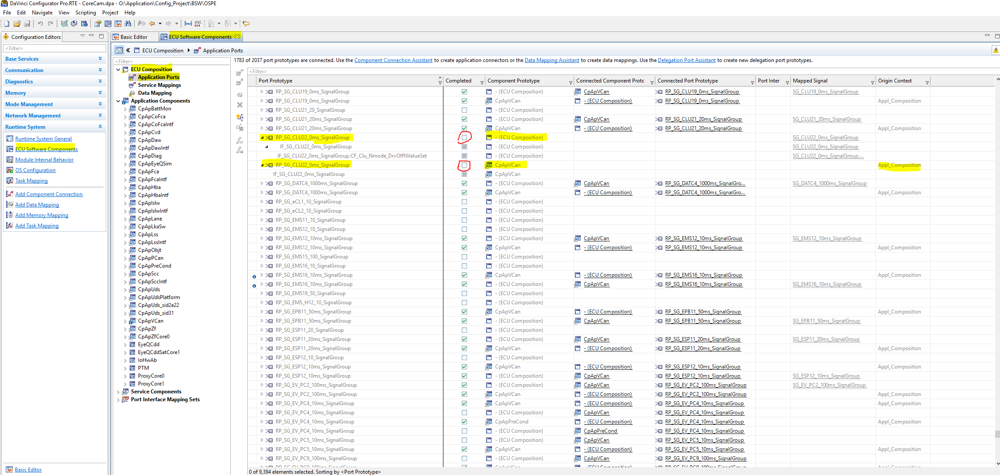 DaVinci Configurator Pro.RTE - CoreCam.dpa - O:\Application\Config_Project\BSW\OSPE
File Edit Navigate View Scripting Project Help
Configuration Editors
<Filter>
Base Services
Communication
Diagnostics
Memory
Mode Management
Network Management
Runtime System
Runtime System General
ECU Software Components
Module Internal Behavior
OS Configuration
Task Mapping
Add Component Connection
Add Data Mapping
Add Memory Mapping
Add Task Mapping
Basic Editor
Basic Editor ECU Software Components
« ECU Composition Application Ports
<Filter>
ECU Composition
Application Ports
Service Mappings
Data Mapping
Application Components
CpApBattMon
CpApCoFca
CpApCoFcaIntf
CpApCvd
CpApDaw
CpApDawIntf
CpApDiag
CpApEyeQSim
CpApFca
CpApFcaIntf
CpApHba
CpApHbaIntf
CpApIslw
CpApIslwIntf
CpApLane
CpApLkaSw
CpApLss
CpApLssIntf
CpApObjt
CpApPCan
CpApPreCond
CpApScc
CpApSccIntf
CpApUds
CpApUdsPlatform
CpApUds_sid2e22
CpApUds_sid31
CpApVCan
CpApZf
CpApZfCore0
EyeQCdd
EyeQCddSatCore1
IoHwAb
PTM
ProxyCore0
ProxyCore1
Service Components
Port Interface Mapping Sets
1783 of 2037 port prototypes are connected. Use the Component Connection Assistant to create application connectors or the Data Mapping Assistant to create data mappings. Use the Delegation Port Assistant to create new delegation port prototypes.
<Filter>
Port Prototype Completed Component Prototype Connected Component Protc Connected Port Prototype Port Inter Mapped Signal Origin Context
RP_SG_CLU19_0ms_SignalGroup - (ECU Composition) CpApVCan RP_SG_CLU19_0ms_SignalGroup SG_CLU19_0ms_SignalGroup
RP_SG_CLU19_0ms_SignalGroup CpApVCan - (ECU Composition) RP_SG_CLU19_0ms_SignalGroup Appl_Composition
RP_SG_CLU21_20_SignalGroup - (ECU Composition)
RP_SG_CLU21_20ms_SignalGroup - (ECU Composition) CpApVCan RP_SG_CLU21_20ms_SignalGroup SG_CLU21_20ms_SignalGroup
RP_SG_CLU21_20ms_SignalGroup CpApVCan - (ECU Composition) RP_SG_CLU21_20ms_SignalGroup Appl_Composition
RP_SG_CLU22_0ms_SignalGroup - (ECU Composition) SG_CLU22_0ms_SignalGroup
IF_SG_CLU22_0ms_SignalGroup SG_CLU22_0ms_SignalGroup
IF_SG_CLU22_0ms_SignalGroup.CF_Clu_Nmode_DrvOffNValueSet SG_CLU22_0ms_SignalGroup....
RP_SG_CLU22_0ms_SignalGroup CpApVCan Appl_Composition
IF_SG_CLU22_0ms_SignalGroup CpApVCan
RP_SG_DATC4_1000ms_SignalGroup - (ECU Composition) CpApVCan RP_SG_DATC4_1000ms_SignalGro... SG_DATC4_1000ms_SignalGroup
RP_SG_DATC4_1000ms_SignalGroup CpApVCan - (ECU Composition) RP_SG_DATC4_1000ms_SignalGro... Appl_Composition
RP_SG_eCL1_10_SignalGroup - (ECU Composition)
RP_SG_eCL2_10_SignalGroup - (ECU Composition)
RP_SG_EMS11_10_SignalGroup - (ECU Composition)
RP_SG_EMS12_10_SignalGroup - (ECU Composition)
RP_SG_EMS12_10ms_SignalGroup - (ECU Composition) CpApVCan RP_SG_EMS12_10ms_SignalGroup SG_EMS12_10ms_SignalGroup
RP_SG_EMS12_10ms_SignalGroup CpApVCan - (ECU Composition) RP_SG_EMS12_10ms_SignalGroup Appl_Composition
RP_SG_EMS15_100_SignalGroup - (ECU Composition)
RP_SG_EMS16_10_SignalGroup - (ECU Composition)
RP_SG_EMS16_10ms_SignalGroup CpApVCan - (ECU Composition) RP_SG_EMS16_10ms_SignalGroup Appl_Composition
RP_SG_EMS16_10ms_SignalGroup - (ECU Composition) CpApVCan RP_SG_EMS16_10ms_SignalGroup SG_EMS16_10ms_SignalGroup
RP_SG_EMS19_50_SignalGroup - (ECU Composition)
RP_SG_EMS_H12_10_SignalGroup - (ECU Composition)
RP_SG_EPB11_50ms_SignalGroup CpApVCan - (ECU Composition) RP_SG_EPB11_50ms_SignalGroup Appl_Composition
RP_SG_EPB11_50ms_SignalGroup - (ECU Composition) CpApVCan RP_SG_EPB11_50ms_SignalGroup SG_EPB11_50ms_SignalGroup
RP_SG_ESP11_20_SignalGroup - (ECU Composition)
RP_SG_ESP11_20ms_SignalGroup - (ECU Composition) CpApVCan RP_SG_ESP11_20ms_SignalGroup SG_ESP11_20ms_SignalGroup
RP_SG_ESP11_20ms_SignalGroup CpApVCan - (ECU Composition) RP_SG_ESP11_20ms_SignalGroup Appl_Composition
RP_SG_ESP12_10_SignalGroup - (ECU Composition)
RP_SG_ESP12_10ms_SignalGroup CpApVCan - (ECU Composition) RP_SG_ESP12_10ms_SignalGroup Appl_Composition
RP_SG_ESP12_10ms_SignalGroup - (ECU Composition) CpApVCan RP_SG_ESP12_10ms_SignalGroup SG_ESP12_10ms_SignalGroup
RP_SG_EV_PC2_100ms_SignalGroup - (ECU Composition) CpApVCan RP_SG_EV_PC2_100ms_SignalGroup SG_EV_PC2_100ms_SignalGroup
RP_SG_EV_PC2_100ms_SignalGroup CpApVCan - (ECU Composition) RP_SG_EV_PC2_100ms_SignalGroup Appl_Composition
RP_SG_EV_PC4_10ms_SignalGroup CpApVCan - (ECU Composition) RP_SG_EV_PC4_10ms_SignalGroup Appl_Composition
RP_SG_EV_PC4_10ms_SignalGroup - (ECU Composition) CpApVCan RP_SG_EV_PC4_10ms_SignalGroup
RP_SG_EV_PC4_10ms_SignalGroup CpApPreCond - (ECU Composition) RP_SG_EV_PC4_10ms_SignalGroup Appl_Composition
RP_SG_EV_PC4_10ms_SignalGroup - (ECU Composition) CpApPreCond RP_SG_EV_PC4_10ms_SignalGroup
RP_SG_EV_PC5_10ms_SignalGroup - (ECU Composition) CpApVCan RP_SG_EV_PC5_10ms_SignalGroup
RP_SG_EV_PC5_10ms_SignalGroup CpApVCan - (ECU Composition) RP_SG_EV_PC5_10ms_SignalGroup Appl_Composition
RP_SG_EV_PC9_100ms_SignalGroup - (ECU Composition) CpApVCan RP_SG_EV_PC9_100ms_SignalGroup
0 of 9,394 elements selected. Sorting by <Port Prototype>